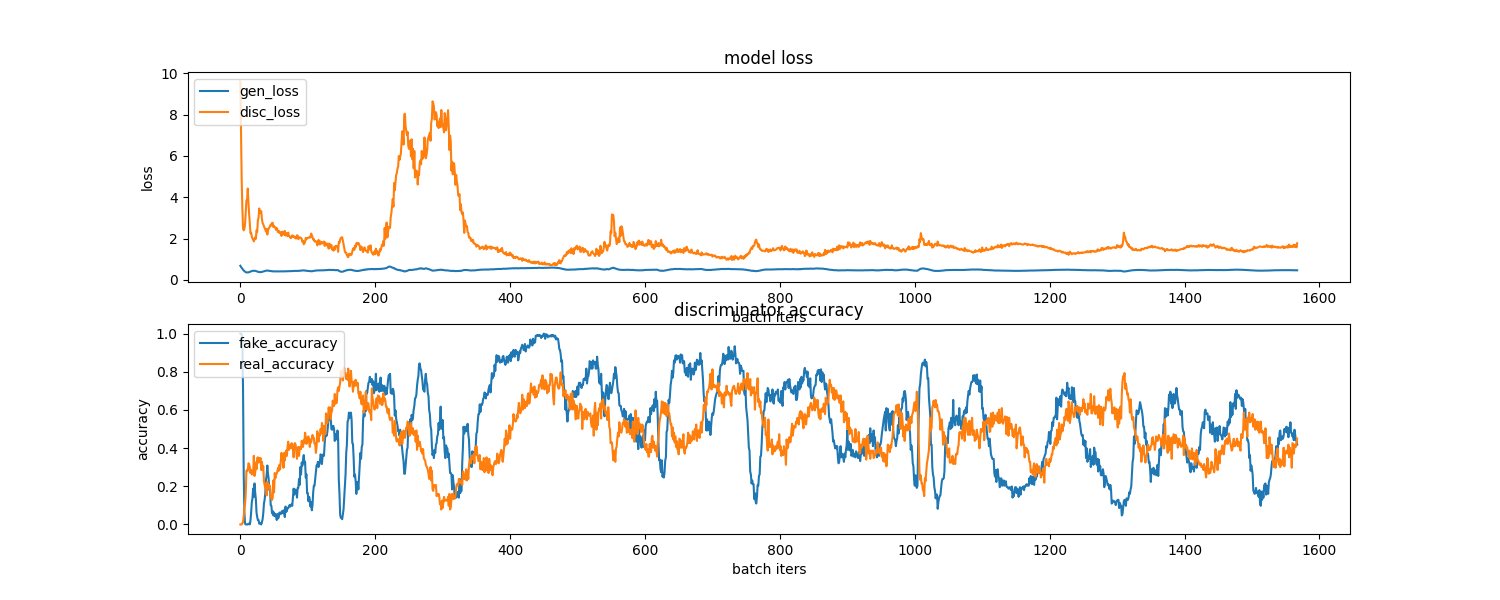 model loss
10
8
6
4
2
0
loss
gen_loss
disc_loss
0 200 400 600 800 1000 1200 1400 1600
batch iters
discriminator accuracy
1.0
0.8
0.6
0.4
0.2
0.0
accuracy
fake_accuracy
real_accuracy
0 200 400 600 800 1000 1200 1400 1600
batch iters